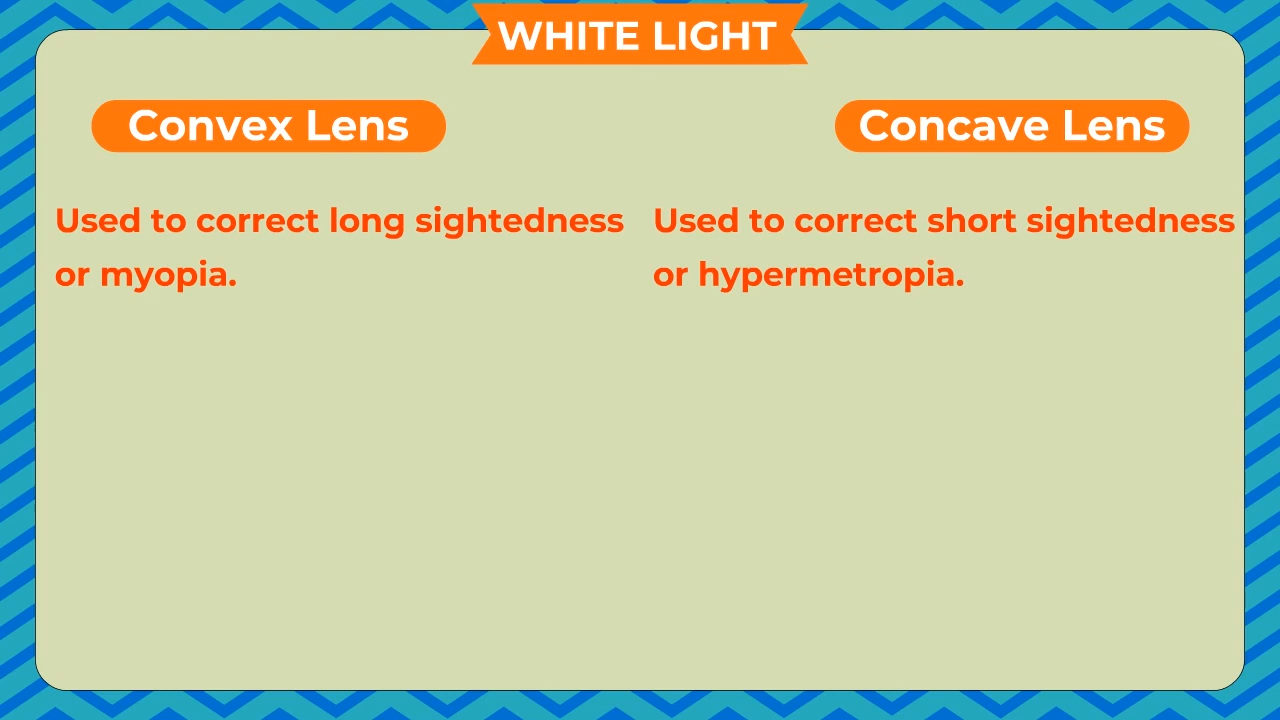 WHITE LIGHT
Convex Lens
Used to correct long sightedness
or myopia.
Concave Lens
Used to correct short sightedness
or hypermetropia.